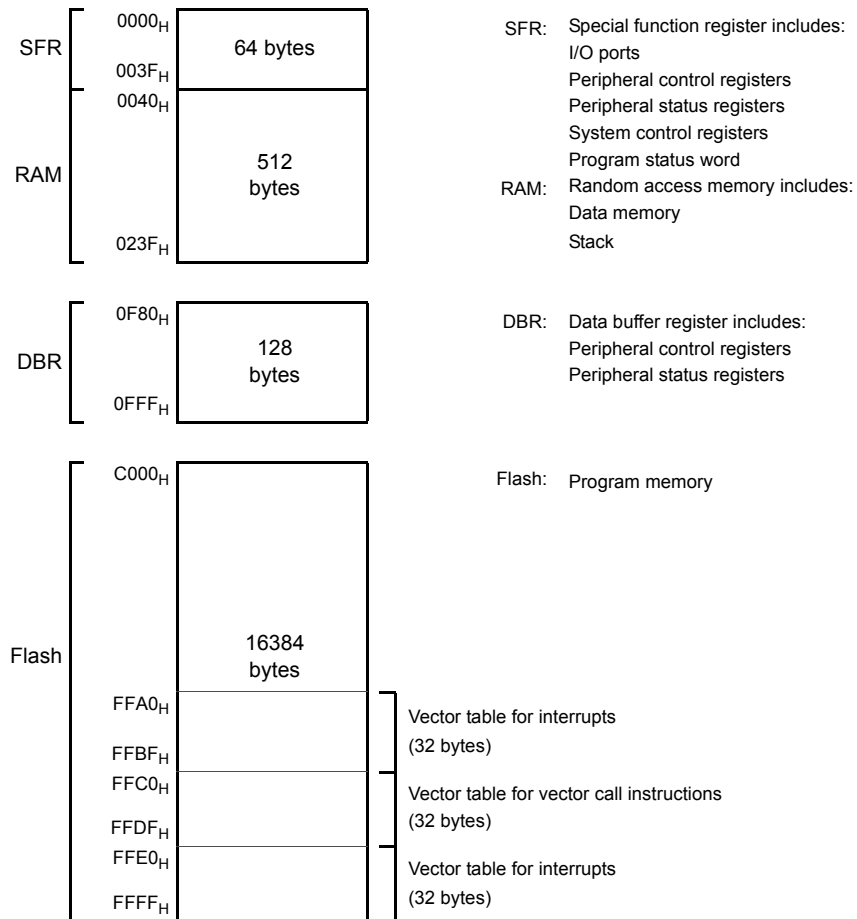 0000H
SFR
64 bytes
003FH
0040H
RAM
512
bytes
023FH
SFR: Special function register includes:
I/O ports
Peripheral control registers
Peripheral status registers
System control registers
Program status word
RAM: Random access memory includes:
Data memory
Stack
0F80H
DBR
128
bytes
0FFFH
DBR: Data buffer register includes:
Peripheral control registers
Peripheral status registers
C000H
Flash: Program memory
Flash
16384
bytes
FFA0H
Vector table for interrupts
(32 bytes)
FFBFH
FFC0H
Vector table for vector call instructions
(32 bytes)
FFDFH
FFE0H
Vector table for interrupts
(32 bytes)
FFFFH